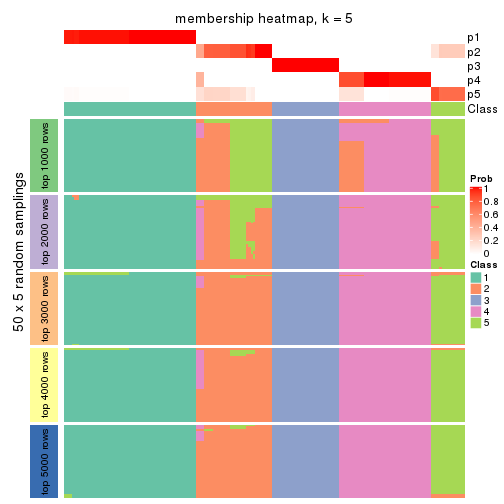 membership heatmap, k = 5
p1
p2
p3
p4
p5
Class
50 x 5 random samplings
top 1000 rows
top 2000 rows
top 3000 rows
top 4000 rows
top 5000 rows
Prob
1
0.8
0.6
0.4
0.2
0
Class
1
2
3
4
5